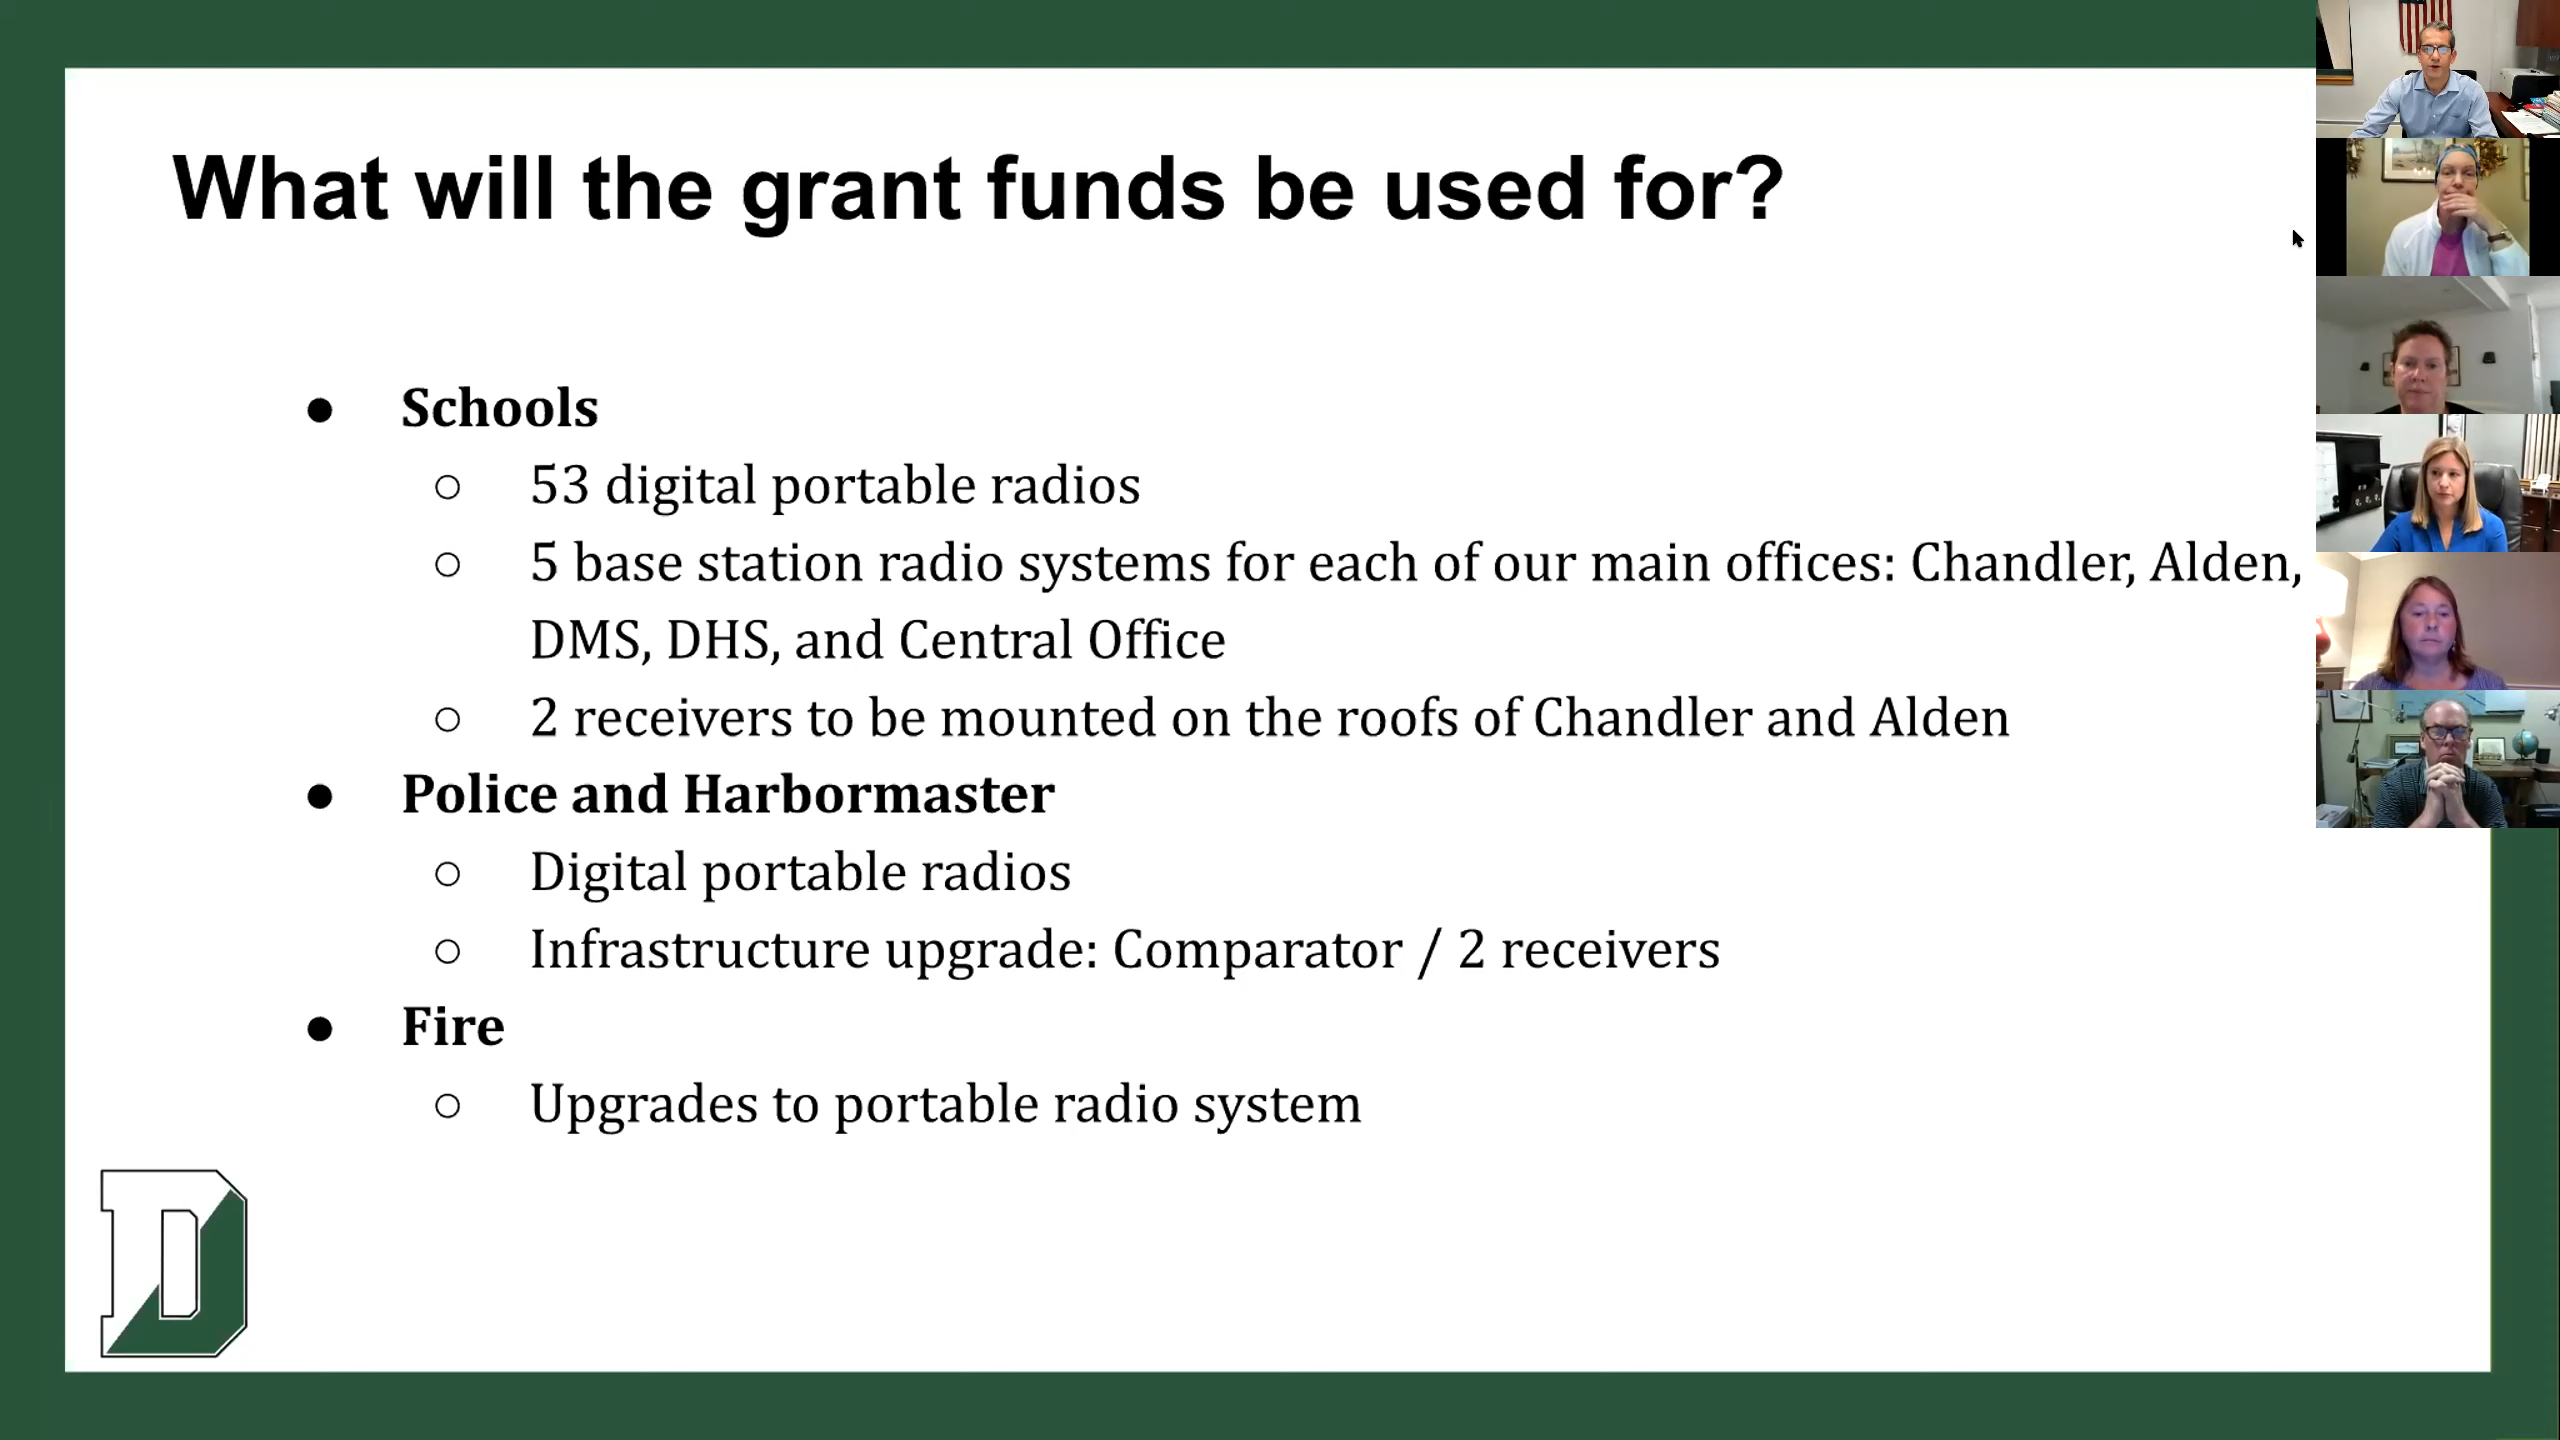 What will the grant funds be used for?
● Schools
○ 53 digital portable radios
○ 5 base station radio systems for each of our main offices: Chandler, Alden,
DMS, DHS, and Central Office
○ 2 receivers to be mounted on the roofs of Chandler and Alden
● Police and Harbormaster
○ Digital portable radios
○ Infrastructure upgrade: Comparator / 2 receivers
● Fire
○ Upgrades to portable radio system
D